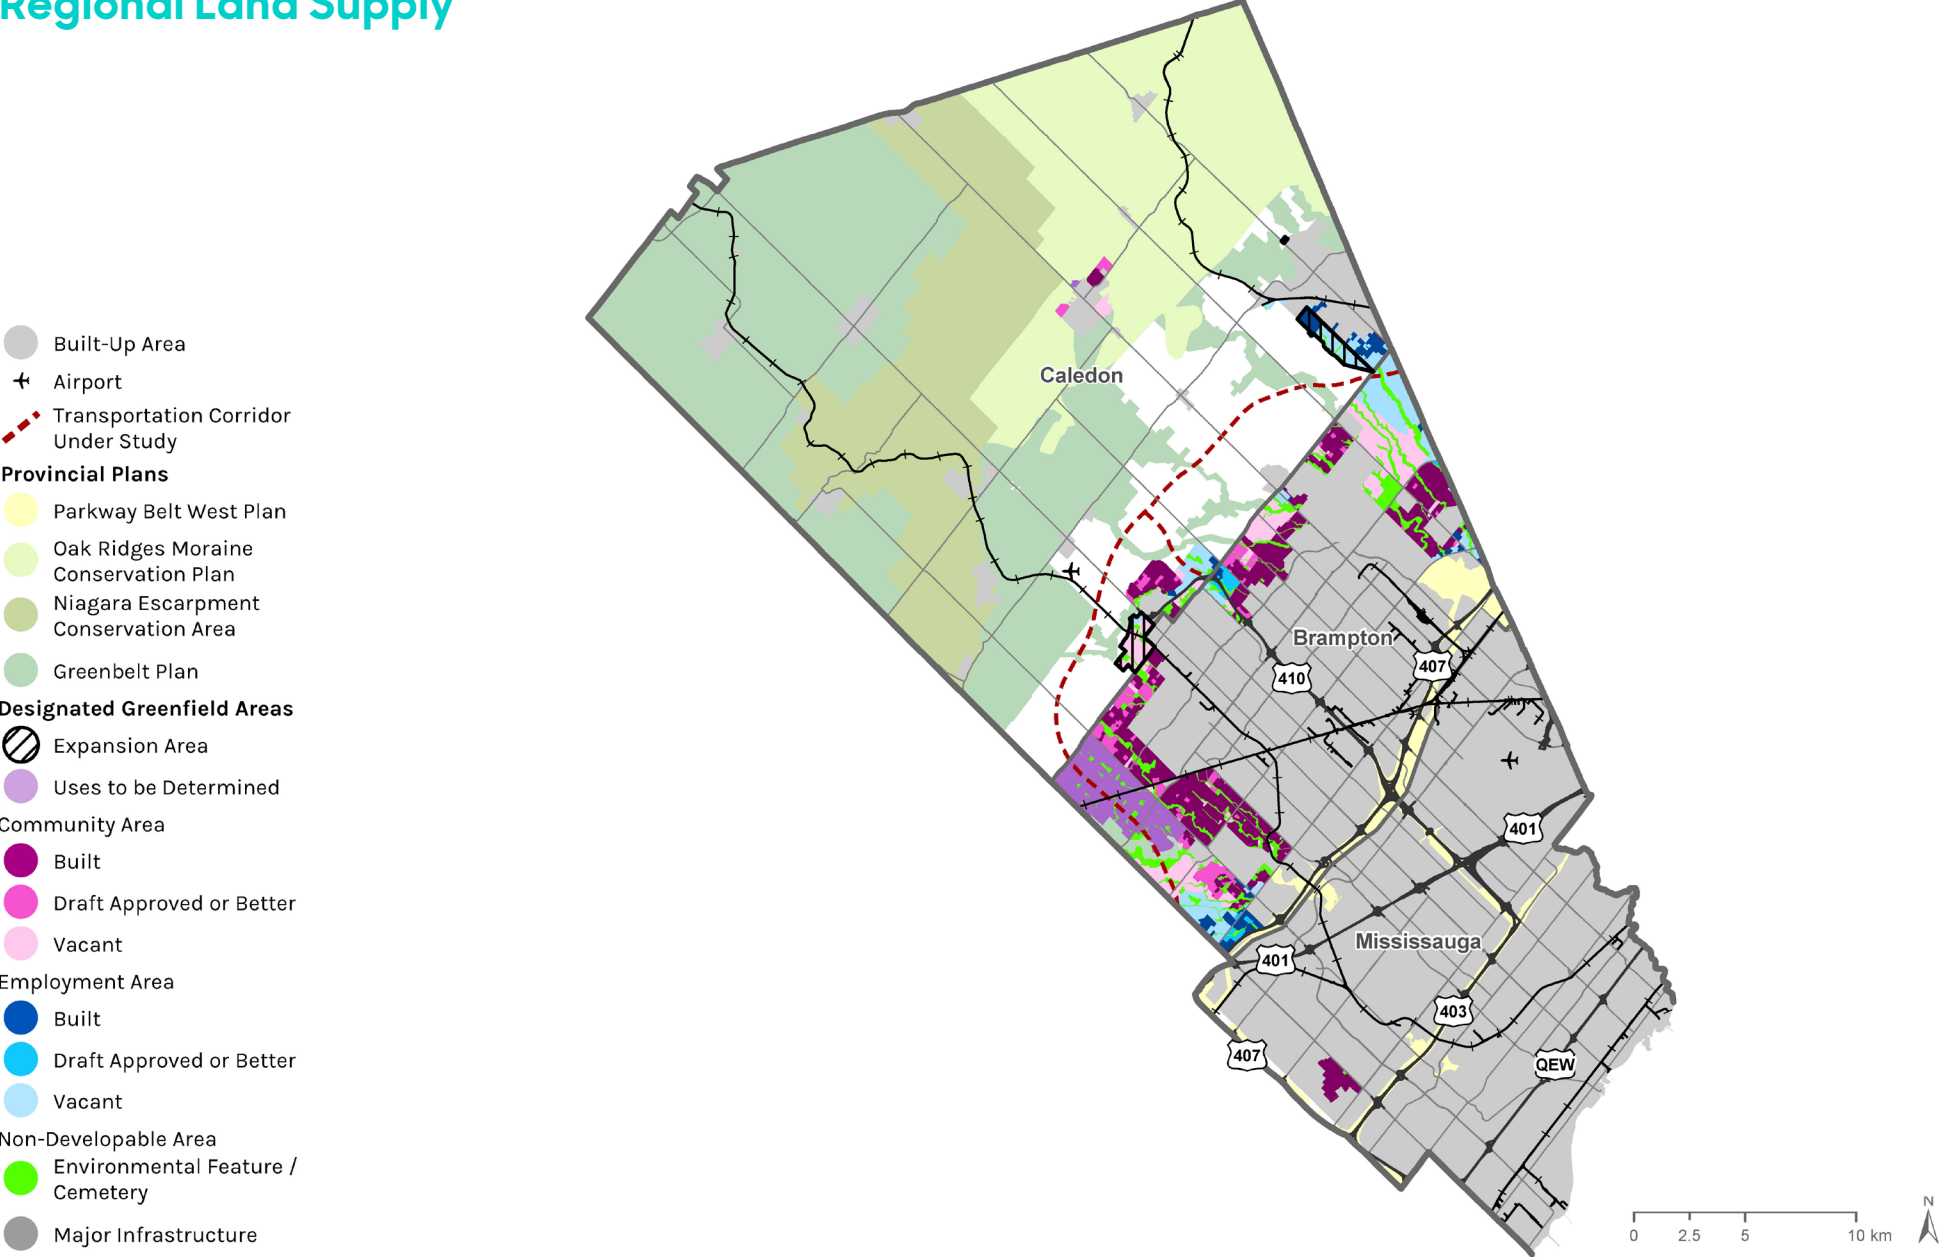 Regional Land Supply
Built-Up Area
Airport
Transportation Corridor
Under Study
Provincial Plans
Parkway Belt West Plan
Oak Ridges Moraine
Conservation Plan
Niagara Escarpment
Conservation Area
Greenbelt Plan
Designated Greenfield Areas
Expansion Area
Uses to be Determined
Community Area
Built
Draft Approved or Better
Vacant
Employment Area
Built
Draft Approved or Better
Vacant
Non-Developable Area
Environmental Feature /
Cemetery
Major Infrastructure
Caledon
Brampton
407
410
401
Mississauga
401
403
407
QEW
N
0 2.5 5 10 km